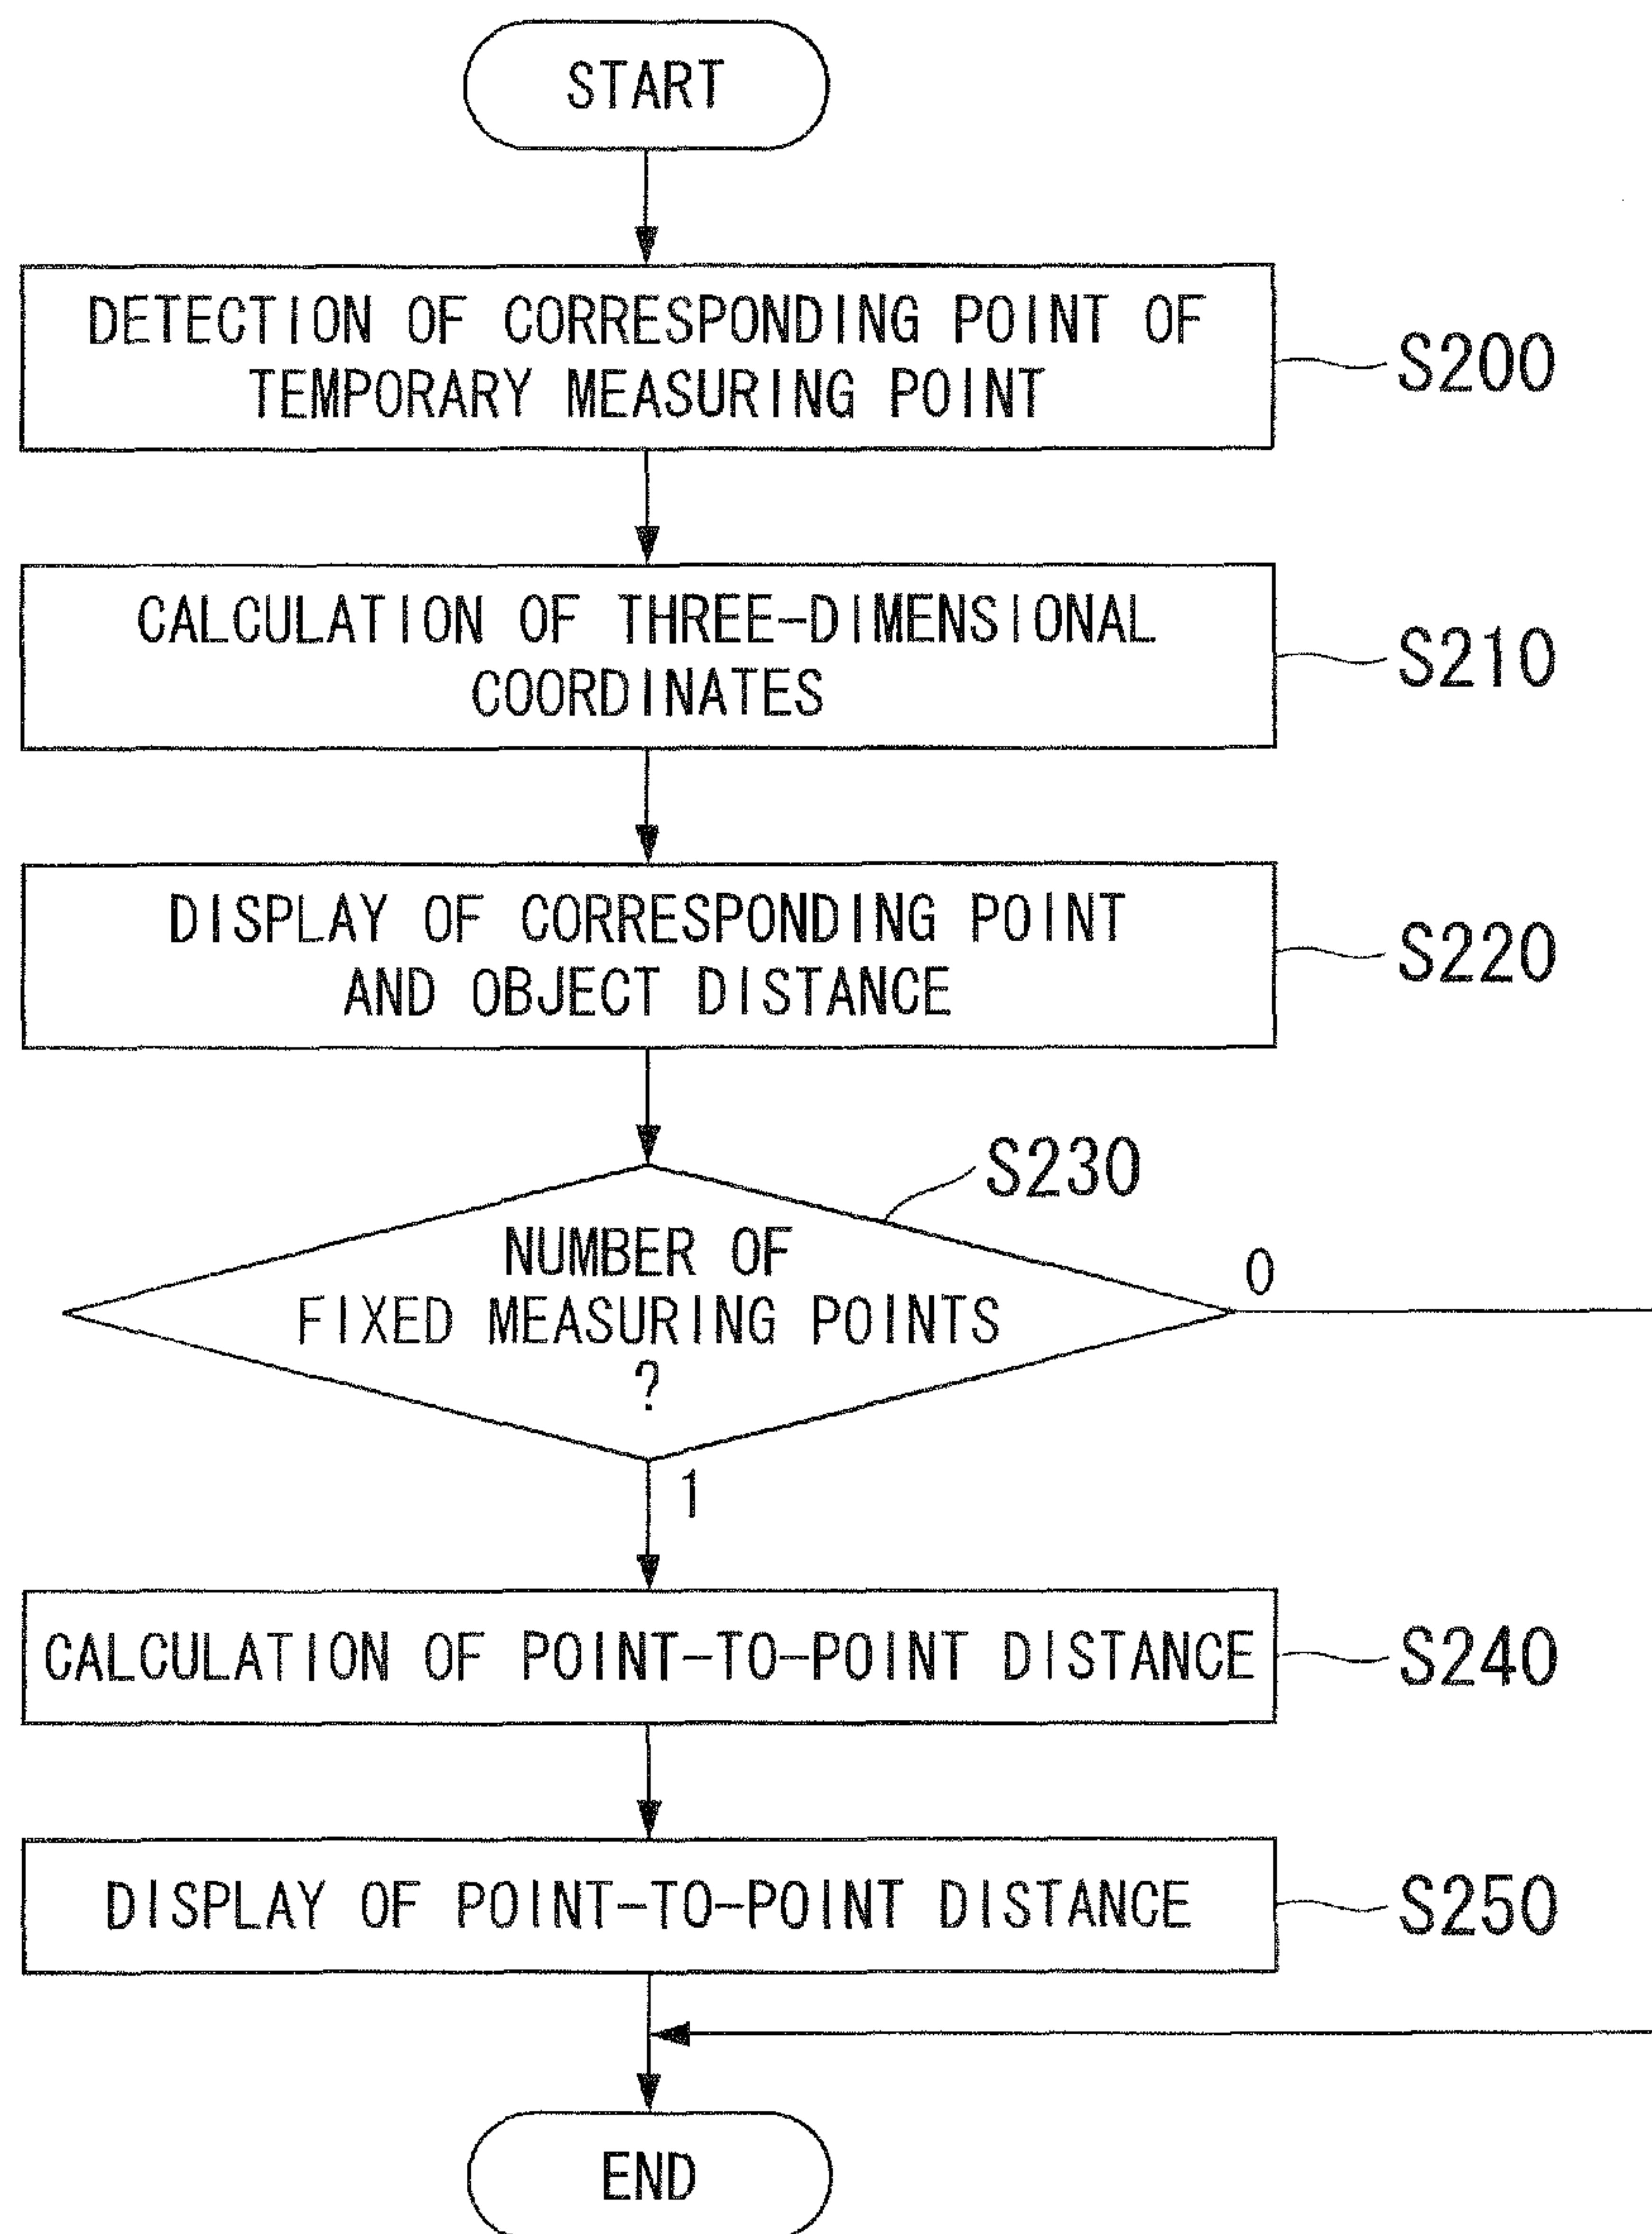 START
DETECTION OF CORRESPONDING POINT OF
TEMPORARY MEASURING POINT
S200
CALCULATION OF THREE-DIMENSIONAL
COORDINATES
S210
DISPLAY OF CORRESPONDING POINT
AND OBJECT DISTANCE
S220
S230
NUMBER OF
FIXED MEASURING POINTS
?
0
1
CALCULATION OF POINT-TO-POINT DISTANCE
S240
DISPLAY OF POINT-TO-POINT DISTANCE
S250
END